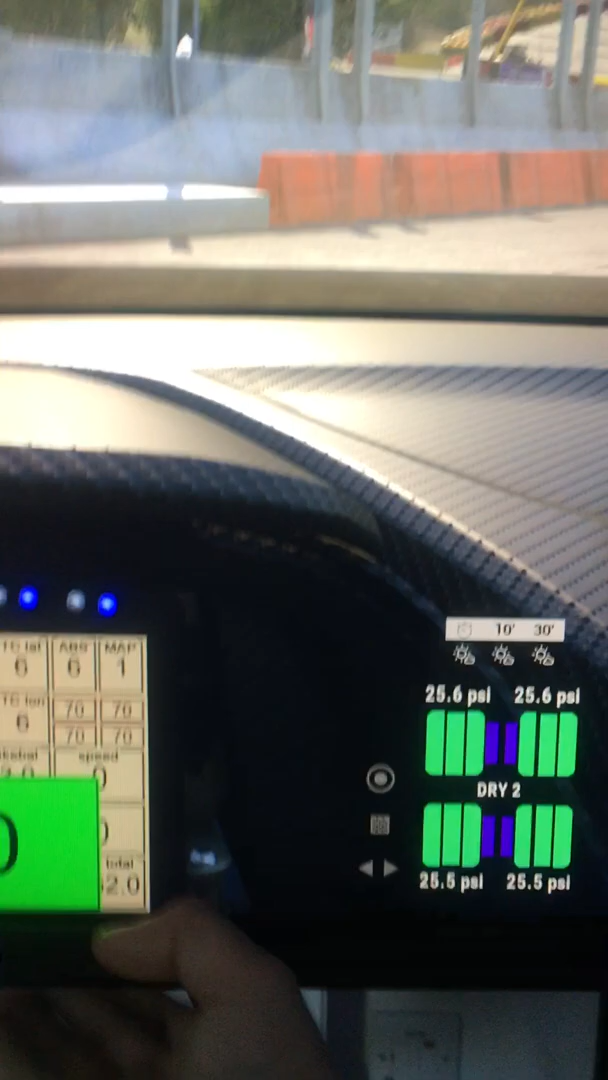 10' 30'
TC lat ABS MAP
6 6 1
25.6 psi 25.6 psi
TC lon
6 70 70
70 70
speed
0
DRY 2
0
total
25.5 psi 25.5 psi